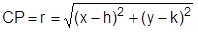 CP = r = √((x − h)² + (y − k)²)